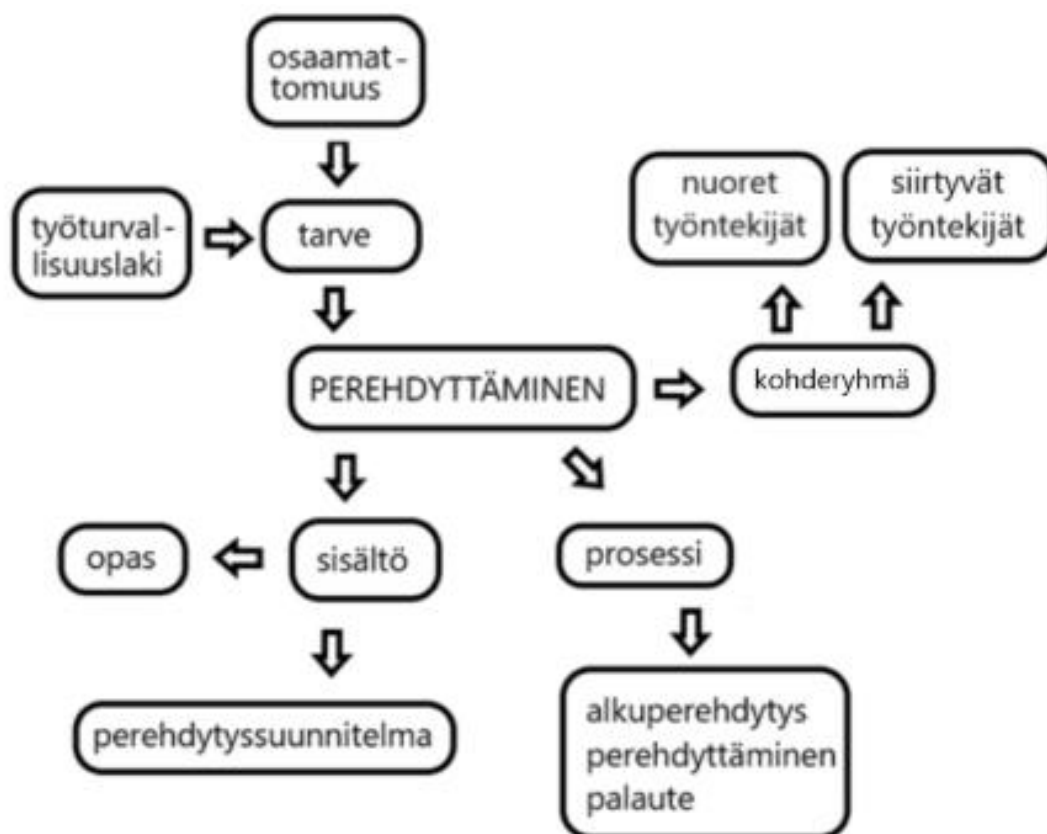 osaamat-
tomuus
nuoret
työntekijät
siirtyvät
työntekijät
työturval-
lisuuslaki
tarve
PEREHDYTTÄMINEN
kohderyhmä
opas
sisältö
prosessi
perehdytyssuunnitelma
alkuperehdytys
perehdyttäminen
palaute